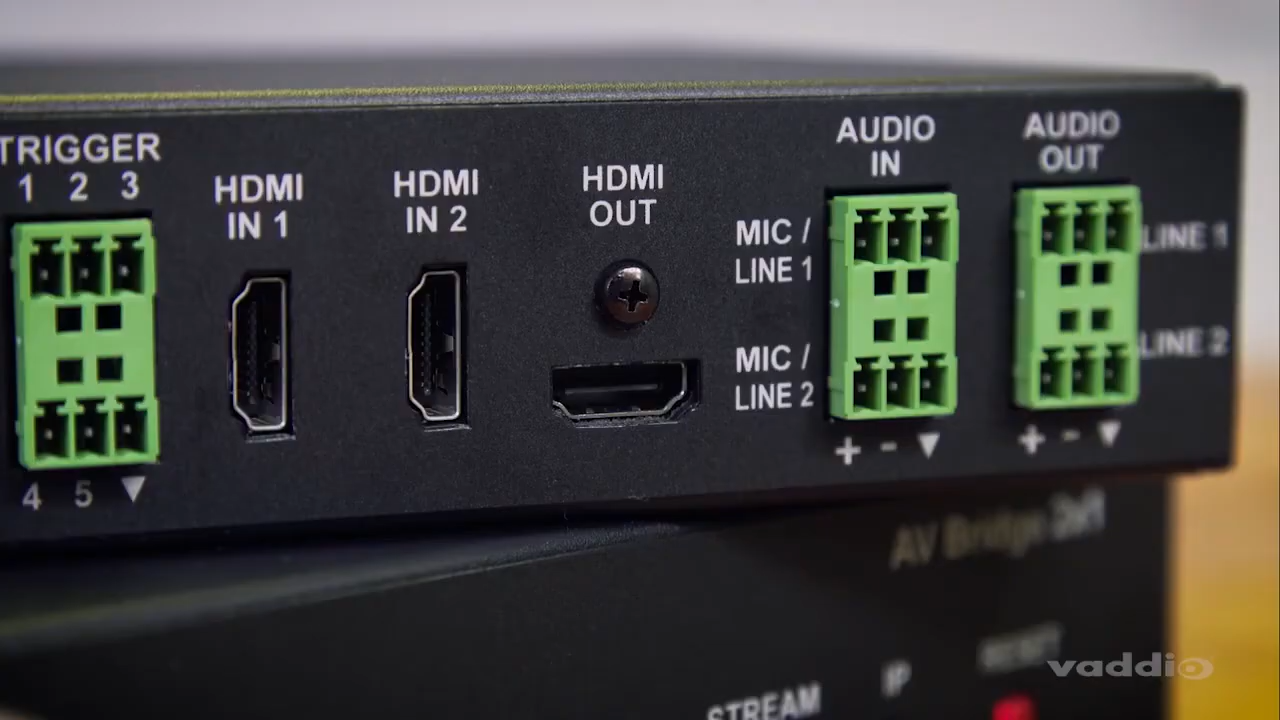 TRIGGER
1 2 3
HDMI
IN 1
HDMI
IN 2
HDMI
OUT
AUDIO
IN
AUDIO
OUT
MIC /
LINE 1
MIC /
LINE 2
LINE 1
LINE 2
4 5
+ -
+ -
AV Bridge 2x1
STREAM
IP
RESET
vaddio